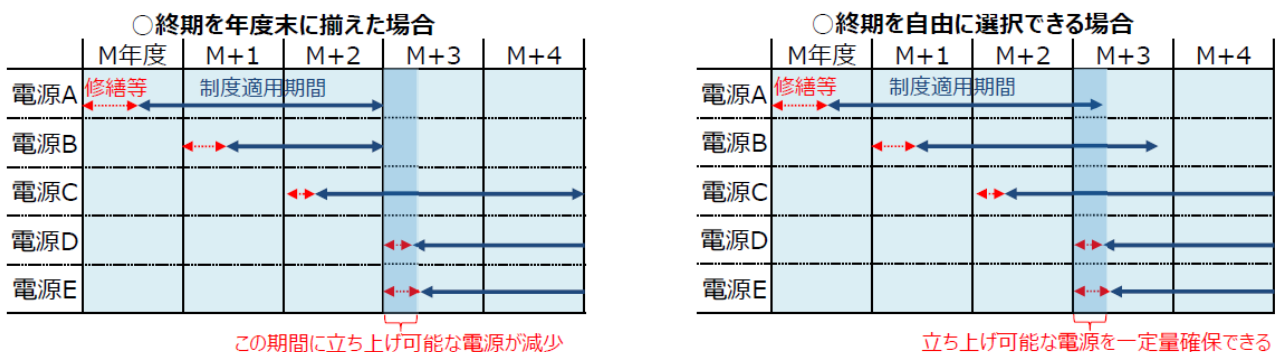 ○終期を年度末に揃えた場合
M年度 M+1 M+2 M+3 M+4
電源A 修繕等 制度適用期間
電源B
電源C
電源D
電源E
この期間に立ち上げ可能な電源が減少
○終期を自由に選択できる場合
M年度 M+1 M+2 M+3 M+4
電源A 修繕等 制度適用期間
電源B
電源C
電源D
電源E
立ち上げ可能な電源を一定量確保できる